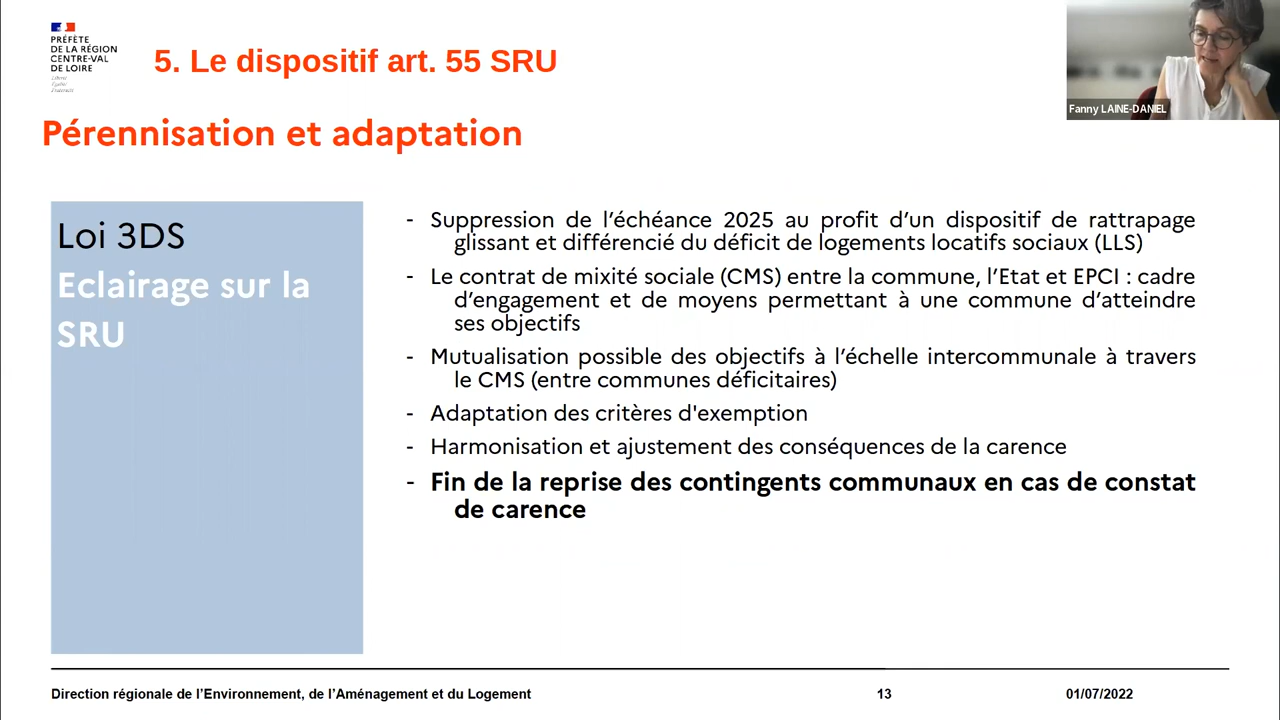 PRÉFÈTE
DE LA RÉGION
CENTRE-VAL
DE LOIRE
Liberté
Égalité
Fraternité
5. Le dispositif art. 55 SRU
Fanny LAINE-DANIEL
Pérennisation et adaptation
Loi 3DS
Eclairage sur la
SRU
- Suppression de l’échéance 2025 au profit d’un dispositif de rattrapage
glissant et différencié du déficit de logements locatifs sociaux (LLS)
- Le contrat de mixité sociale (CMS) entre la commune, l’Etat et EPCI : cadre
d’engagement et de moyens permettant à une commune d’atteindre
ses objectifs
- Mutualisation possible des objectifs à l’échelle intercommunale à travers
le CMS (entre communes déficitaires)
- Adaptation des critères d'exemption
- Harmonisation et ajustement des conséquences de la carence
- Fin de la reprise des contingents communaux en cas de constat
de carence
Direction régionale de l’Environnement, de l’Aménagement et du Logement
13
01/07/2022